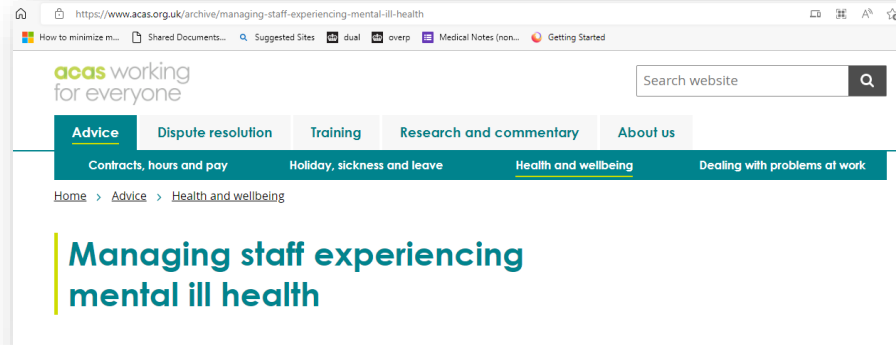 https://www.acas.org.uk/archive/managing-staff-experiencing-mental-ill-health
How to minimize m... Shared Documents... Suggested Sites dual overp Medical Notes (non... Getting Started
acas working
for everyone
Search website
Advice Dispute resolution Training Research and commentary About us
Contracts, hours and pay Holiday, sickness and leave Health and wellbeing Dealing with problems at work
Home > Advice > Health and wellbeing
Managing staff experiencing
mental ill health